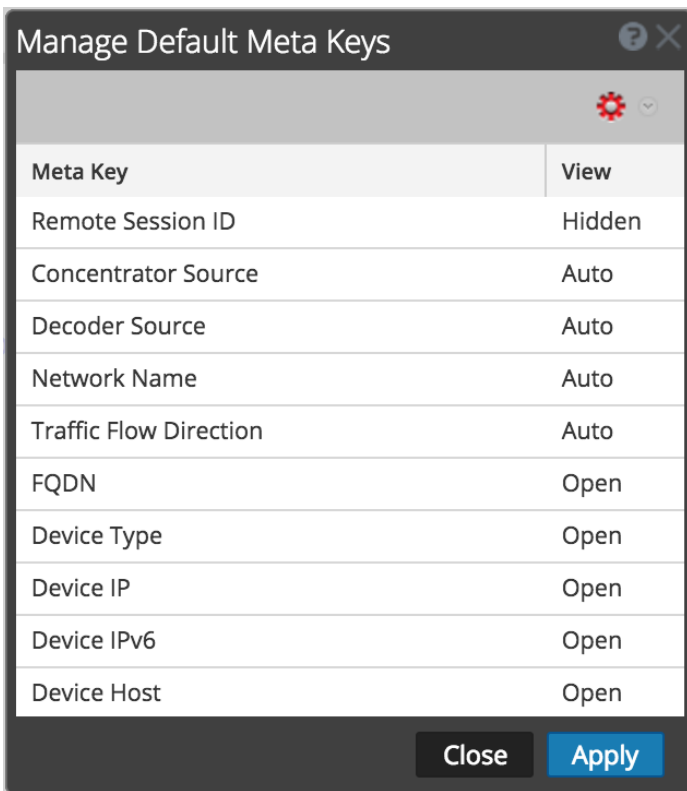 Manage Default Meta Keys
Meta Key View
Remote Session ID Hidden
Concentrator Source Auto
Decoder Source Auto
Network Name Auto
Traffic Flow Direction Auto
FQDN Open
Device Type Open
Device IP Open
Device IPv6 Open
Device Host Open
Close Apply